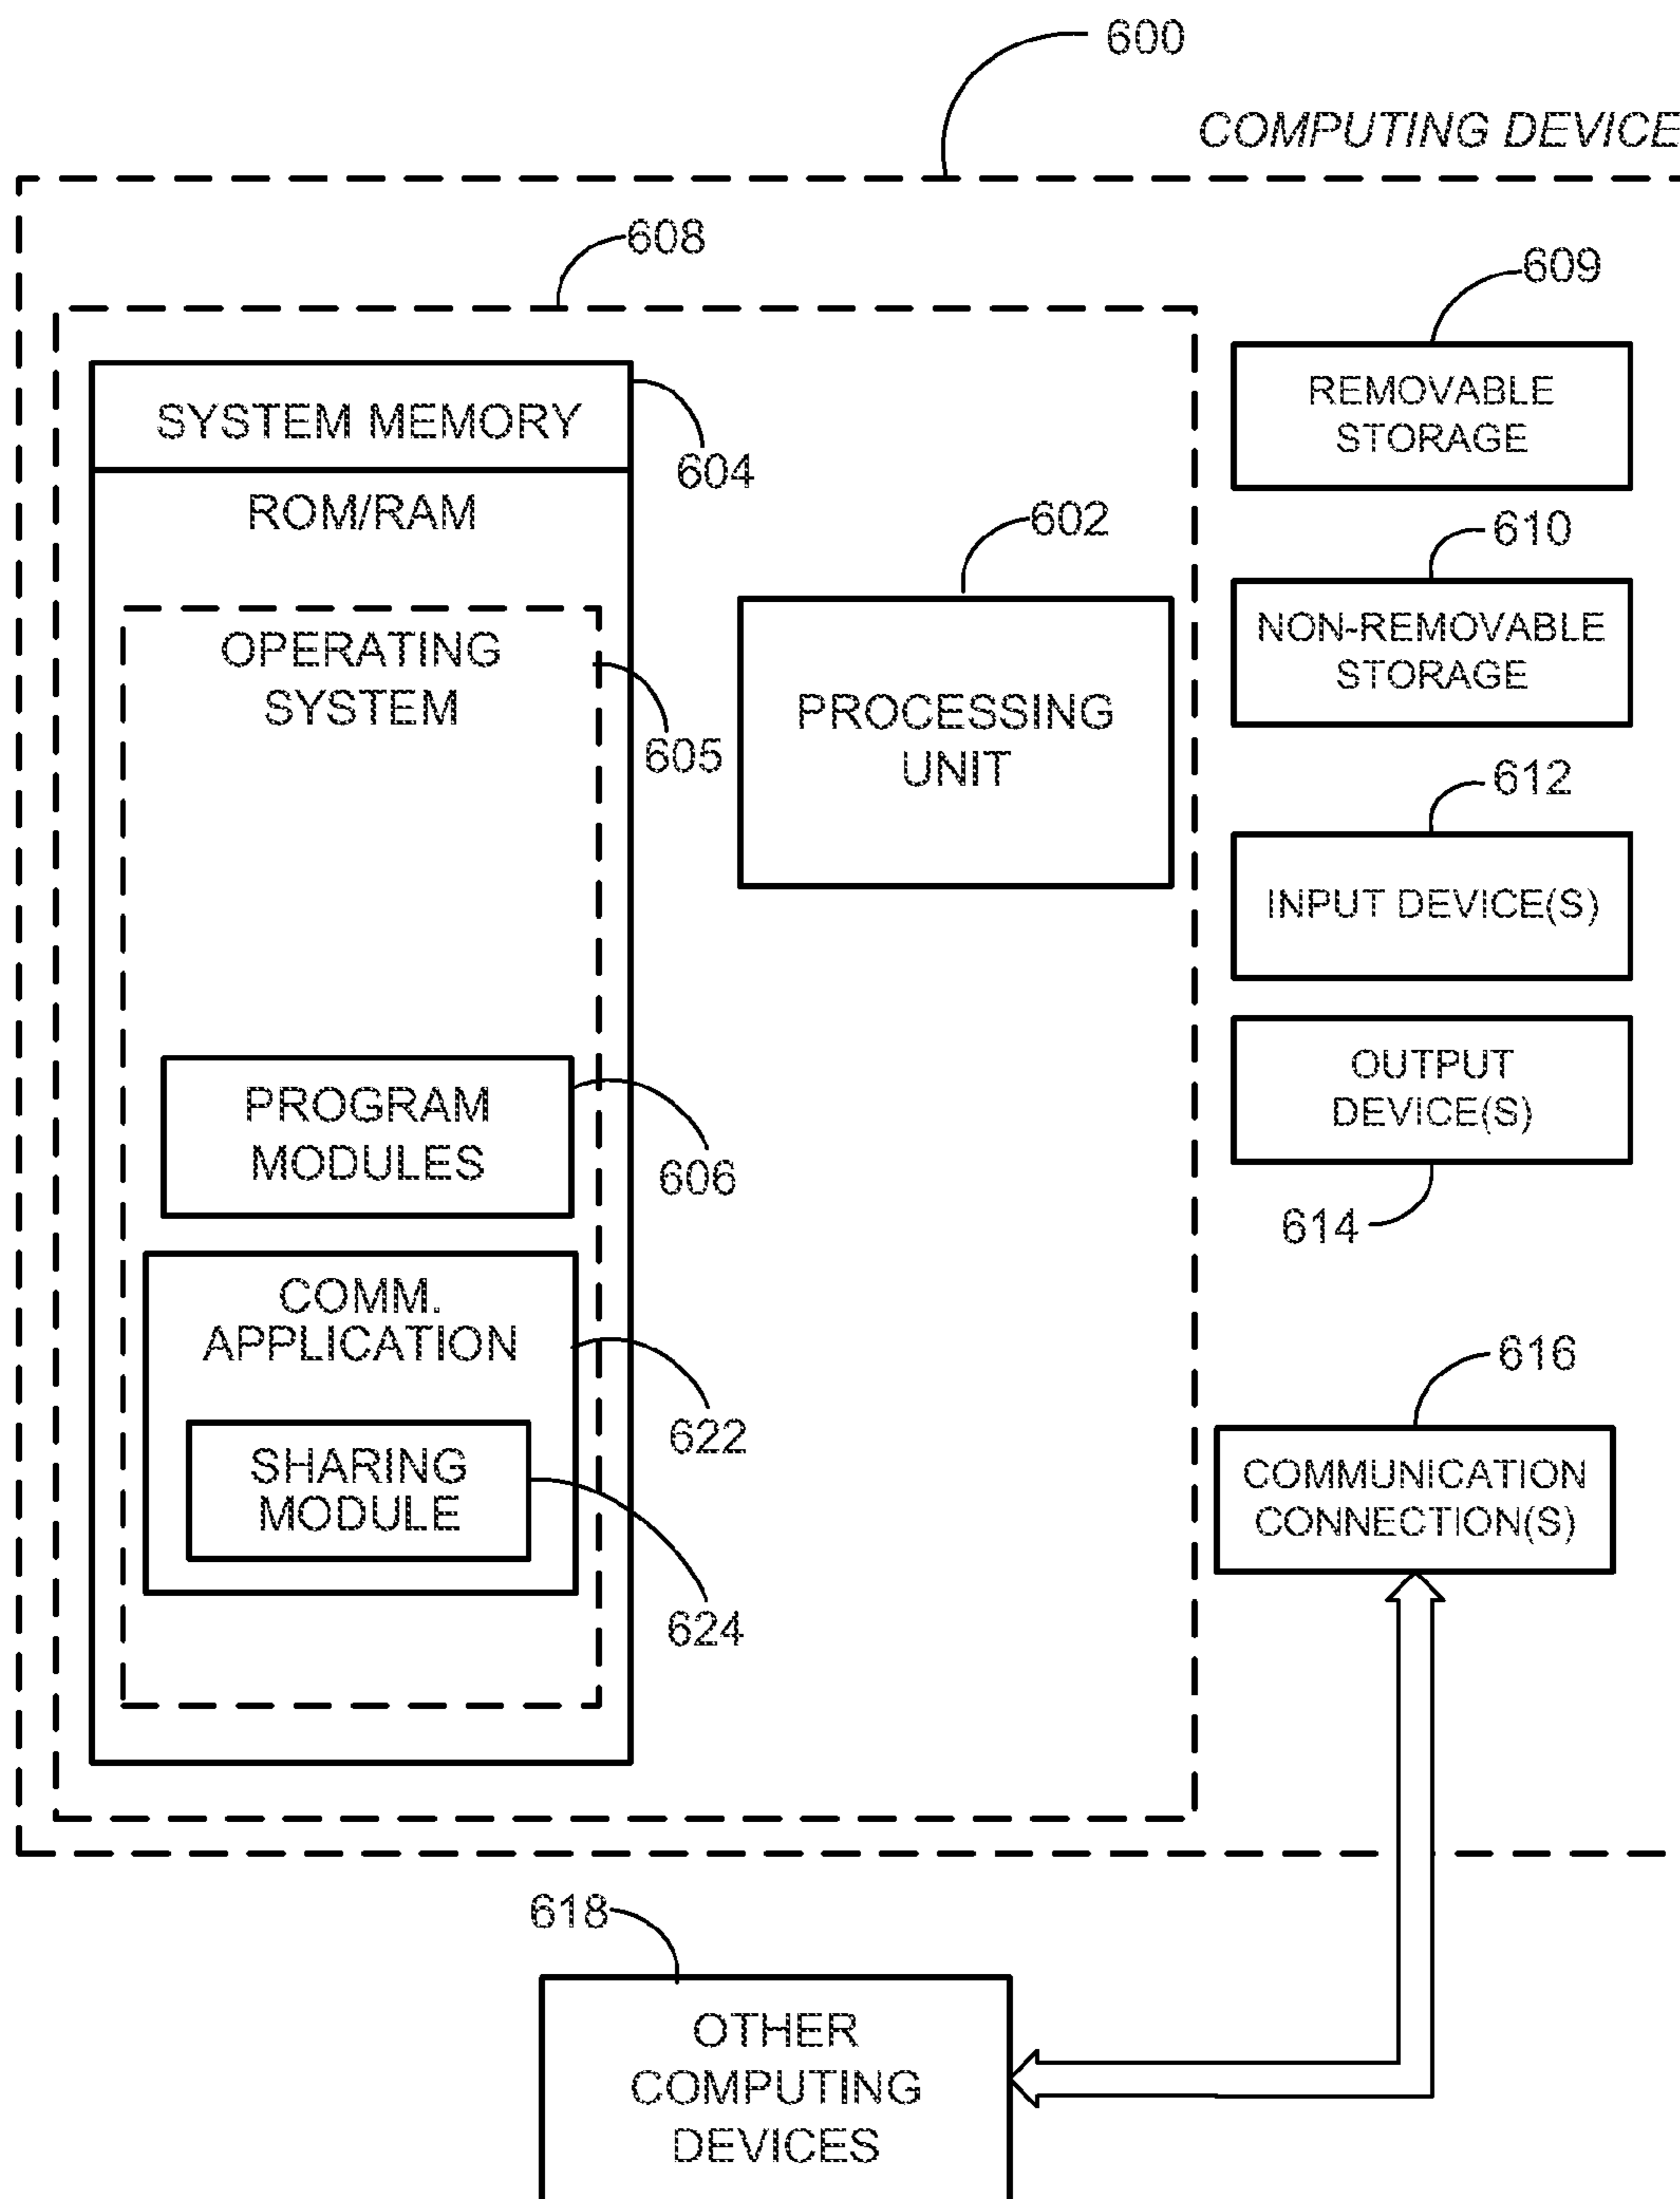 600
COMPUTING DEVICE
608
609
SYSTEM MEMORY
604
ROM/RAM
REMOVABLE
STORAGE
602
610
OPERATING
SYSTEM
605
PROCESSING
UNIT
NON-REMOVABLE
STORAGE
612
INPUT DEVICE(S)
OUTPUT
DEVICE(S)
614
PROGRAM
MODULES
606
COMM.
APPLICATION
622
SHARING
MODULE
624
616
COMMUNICATION
CONNECTION(S)
618
OTHER
COMPUTING
DEVICES